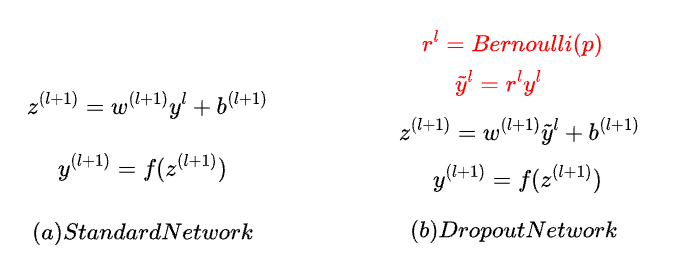 z^{(l+1)} = w^{(l+1)}y^l + b^{(l+1)}
y^{(l+1)} = f(z^{(l+1)})
(a)StandardNetwork
r^l = Bernoulli(p)
ỹ^l = r^l y^l
z^{(l+1)} = w^{(l+1)}ỹ^l + b^{(l+1)}
y^{(l+1)} = f(z^{(l+1)})
(b)DropoutNetwork